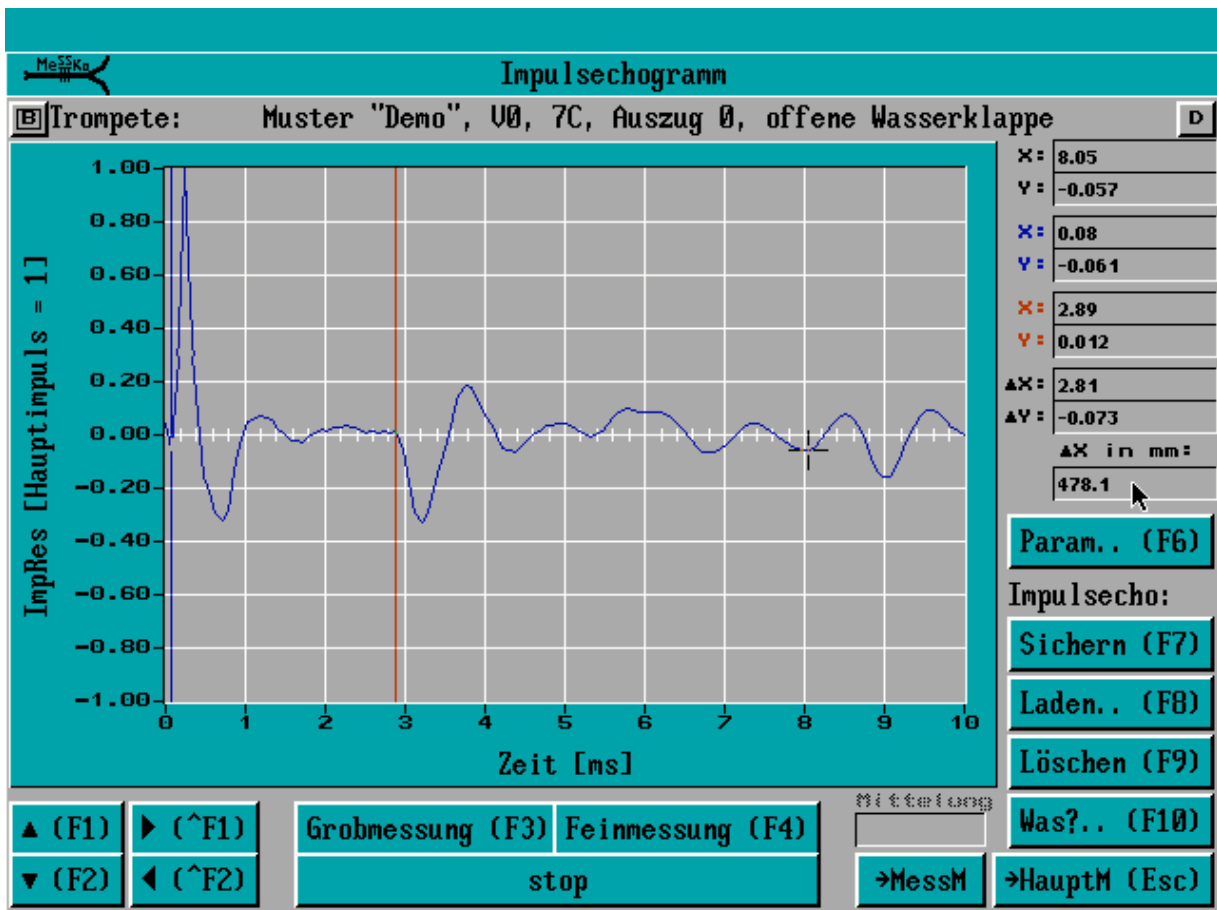 MeSSKo
Impulsechogramm
B Trompete: Muster "Demo", V0, 7C, Auszug 0, offene Wasserklappe D
ImpRes [Hauptimpuls = 1]
1.00
0.80
0.60
0.40
0.20
0.00
-0.20
-0.40
-0.60
-0.80
-1.00
0 1 2 3 4 5 6 7 8 9 10
Zeit [ms]
X: 8.05
Y: -0.057
X: 0.08
Y: -0.061
X: 2.89
Y: 0.012
▲X: 2.81
▲Y: -0.073
▲X in mm:
478.1
Param.. (F6)
Impulsecho:
Sichern (F7)
Laden.. (F8)
Löschen (F9)
Was?.. (F10)
▲ (F1) ▶ (^F1)
▼ (F2) ◀ (^F2)
Grobmessung (F3) Feinmessung (F4)
stop
Mittelung
→MessM →HauptM (Esc)